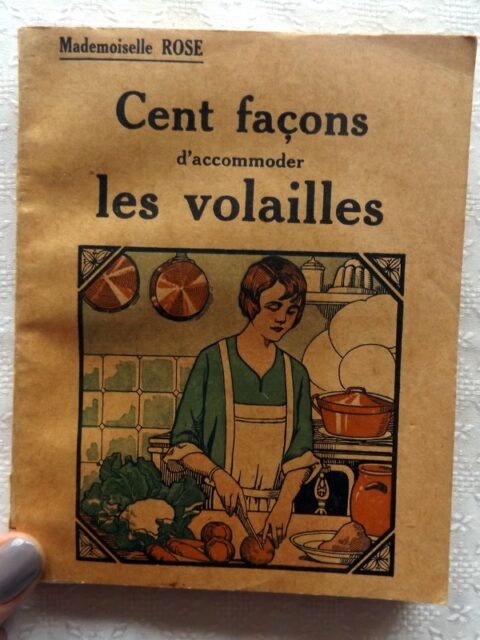 Mademoiselle ROSE
Cent façons
d'accommoder
les volailles